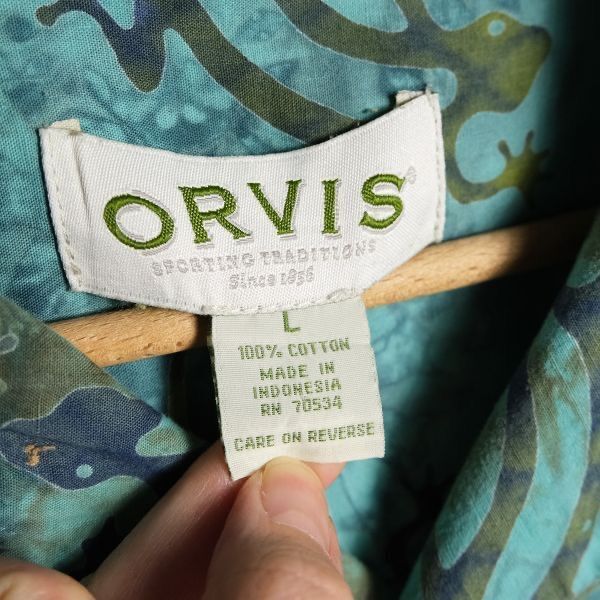 ORVIS
SPORTING TRADITIONS
Since 1856
L
100% COTTON
MADE IN
INDONESIA
RN 70534
CARE ON REVERSE